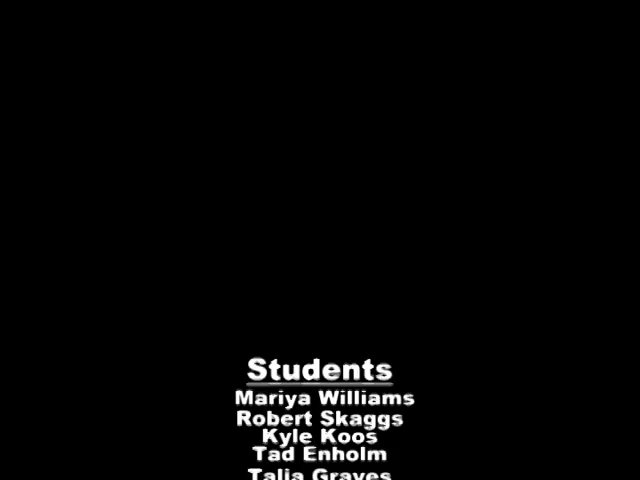 Students
Mariya Williams
Robert Skaggs
Kyle Koos
Tad Enholm
Talia Graves